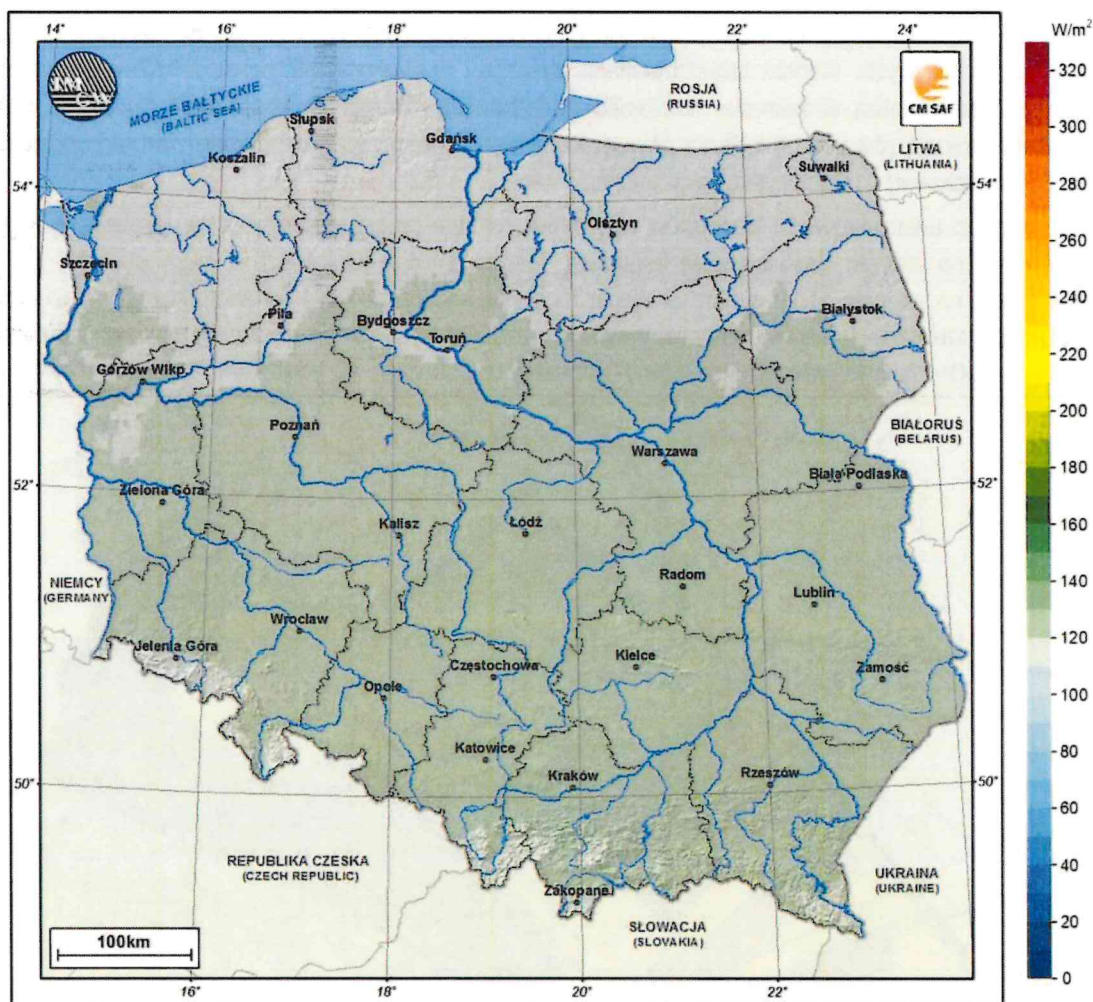 14°
16°
18°
20°
22°
24°
W/m²
IM
GW
MORZE BAŁTYCKIE
(BALTIC SEA)
ROSJA
(RUSSIA)
CM SAF
LITWA
(LITHUANIA)
Słupsk
Gdańsk
Koszalin
Suwałki
54°
54°
Olsztyn
Szczecin
Piła
Bydgoszcz
Toruń
Białystok
Gorzów Wlkp.
BIAŁORUŚ
(BELARUS)
Poznań
Warszawa
Biała Podlaska
52°
52°
Zielona Góra
Kalisz
Łódź
NIEMCY
(GERMANY)
Radom
Lublin
Wrocław
Jelenia Góra
Częstochowa
Kielce
Zamość
Opole
Katowice
Kraków
Rzeszów
50°
50°
REPUBLIKA CZESKA
(CZECH REPUBLIC)
UKRAINA
(UKRAINE)
Zakopane
SŁOWACJA
(SLOVAKIA)
100km
16°
18°
20°
22°
320
300
280
260
240
220
200
180
160
140
120
100
80
60
40
20
0